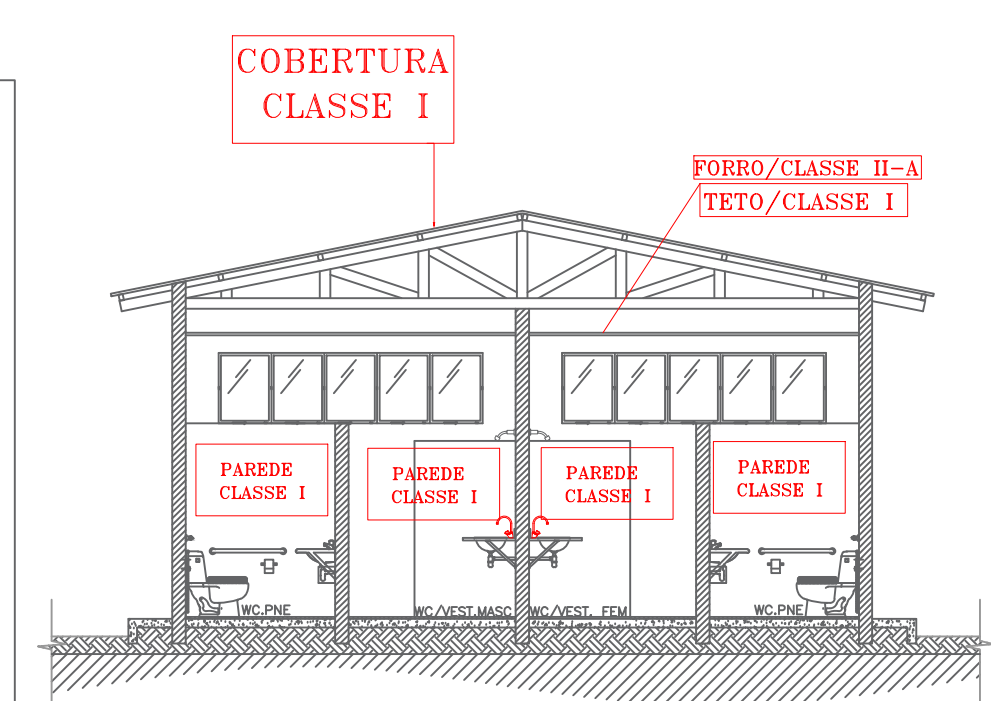 COBERTURA
CLASSE I
FORRO/CLASSE II-A
TETO/CLASSE I
PAREDE
CLASSE I
PAREDE
CLASSE I
PAREDE
CLASSE I
PAREDE
CLASSE I
WC.PNE
WC/VEST.MASC
WC/VEST. FEM
WC.PNE